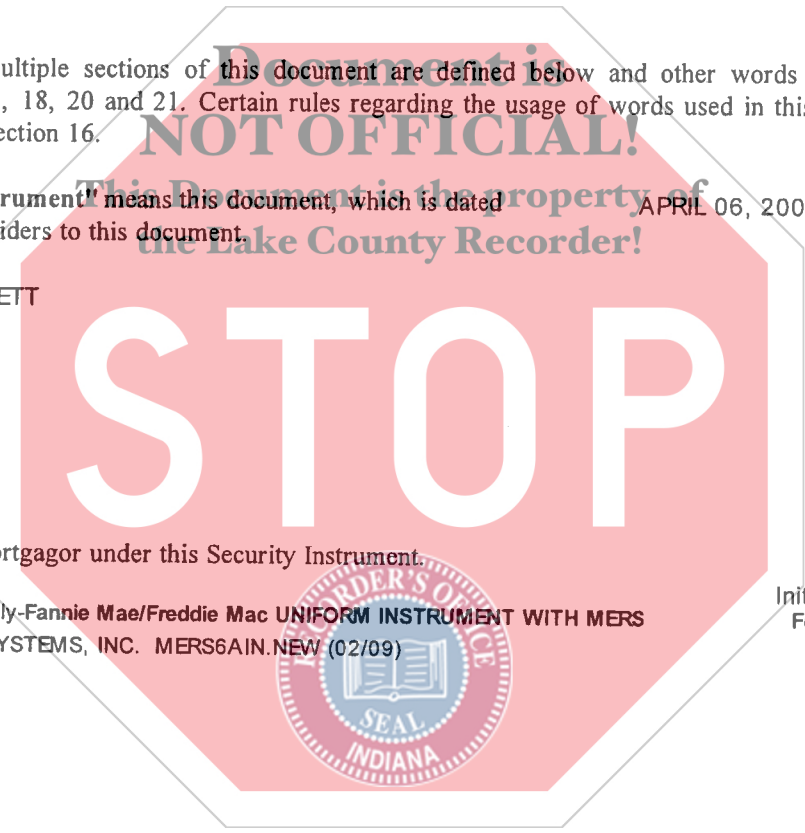 Document is
ultiple sections of this document are defined below and other words
, 18, 20 and 21. Certain rules regarding the usage of words used in this
NOT OFFICIAL!
ection 16.
This Document is the property of
rument" means this document, which is dated APRIL 06, 200
iders to this document.
the Lake County Recorder!
ETT
STOP
ortgagor under this Security Instrument.
Init
ly-Fannie Mae/Freddie Mac UNIFORM INSTRUMENT WITH MERS
Fo
YSTEMS, INC. MERS6AIN.NEW (02/09)
RECORDER'S OFFICE
SEAL
INDIANA